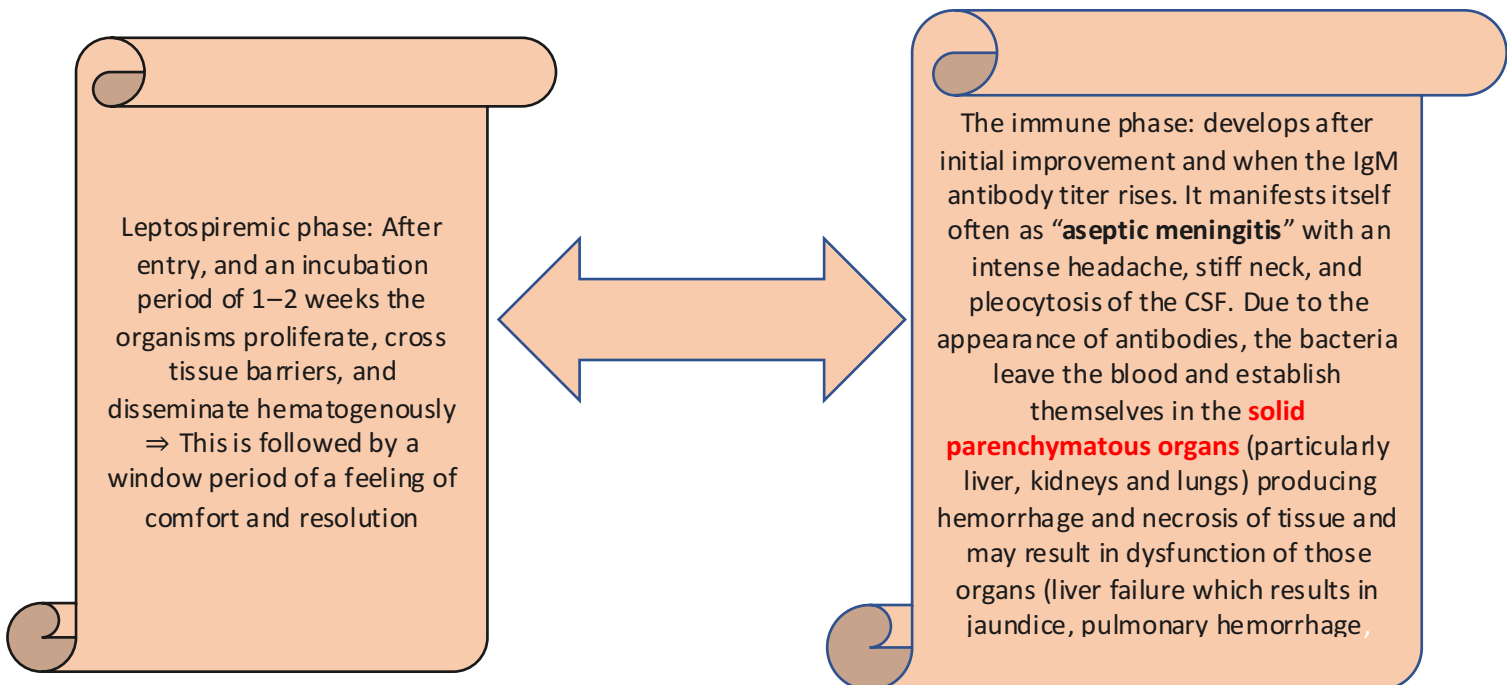 Leptospiremic phase: After
entry, and an incubation
period of 1–2 weeks the
organisms proliferate, cross
tissue barriers, and
disseminate hematogenously
⇒ This is followed by a
window period of a feeling of
comfort and resolution
The immune phase: develops after
initial improvement and when the IgM
antibody titer rises. It manifests itself
often as “aseptic meningitis” with an
intense headache, stiff neck, and
pleocytosis of the CSF. Due to the
appearance of antibodies, the bacteria
leave the blood and establish
themselves in the solid
parenchymatous organs (particularly
liver, kidneys and lungs) producing
hemorrhage and necrosis of tissue and
may result in dysfunction of those
organs (liver failure which results in
jaundice, pulmonary hemorrhage,